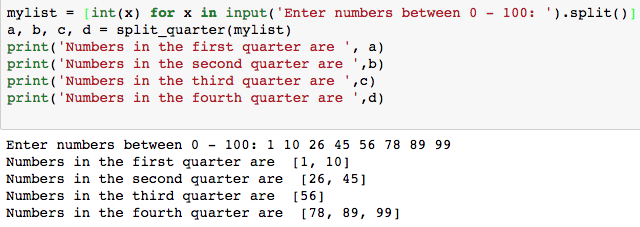 mylist = [int(x) for x in input('Enter numbers between 0 - 100: ').split()]
a, b, c, d = split_quarter(mylist)
print('Numbers in the first quarter are ', a)
print('Numbers in the second quarter are ',b)
print('Numbers in the third quarter are ',c)
print('Numbers in the fourth quarter are ',d)
Enter numbers between 0 - 100: 1 10 26 45 56 78 89 99
Numbers in the first quarter are  [1, 10]
Numbers in the second quarter are  [26, 45]
Numbers in the third quarter are  [56]
Numbers in the fourth quarter are  [78, 89, 99]